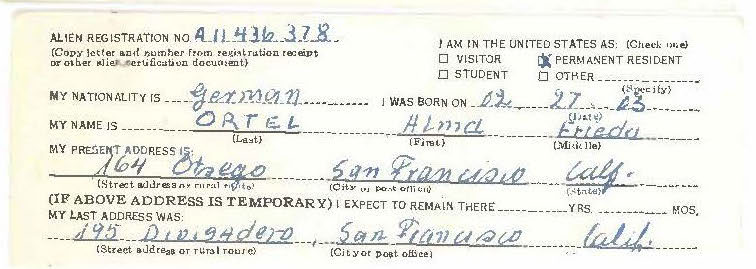 ALIEN REGISTRATION NO. A 11 436 378
(Copy letter and number from registration receipt
or other alien certification document)
I AM IN THE UNITED STATES AS: (Check one)
☐ VISITOR ☒ PERMANENT RESIDENT
☐ STUDENT ☐ OTHER
(Specify)
MY NATIONALITY IS German I WAS BORN ON 02 27 03
(Date)
MY NAME IS ORTEL Alma Frieda
(Last) (First) (Middle)
MY PRESENT ADDRESS IS:
164 Otsego San Francisco Calf.
(Street address or rural route) (City or post office) (State)
(IF ABOVE ADDRESS IS TEMPORARY) I EXPECT TO REMAIN THERE YRS. MOS.
MY LAST ADDRESS WAS:
195 Divigadero, San Francisco Calif.
(Street address or rural route) (City or post office)